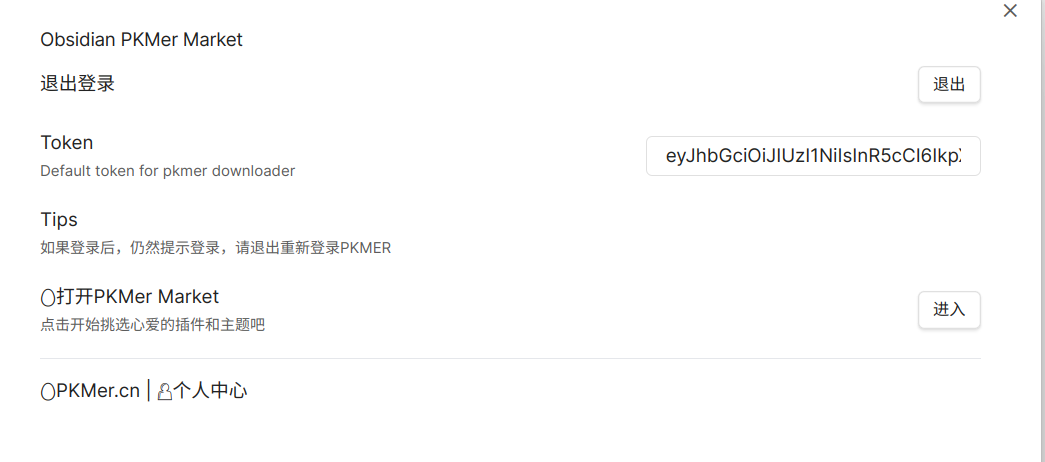 Obsidian PKMer Market
退出登录
退出
Token
Default token for pkmer downloader
eyJhbGciOiJIUzI1NiIsInR5cCI6Ikp
Tips
如果登录后，仍然提示登录，请退出重新登录PKMER
打开PKMer Market
点击开始挑选心爱的插件和主题吧
进入
PKMer.cn | 个人中心